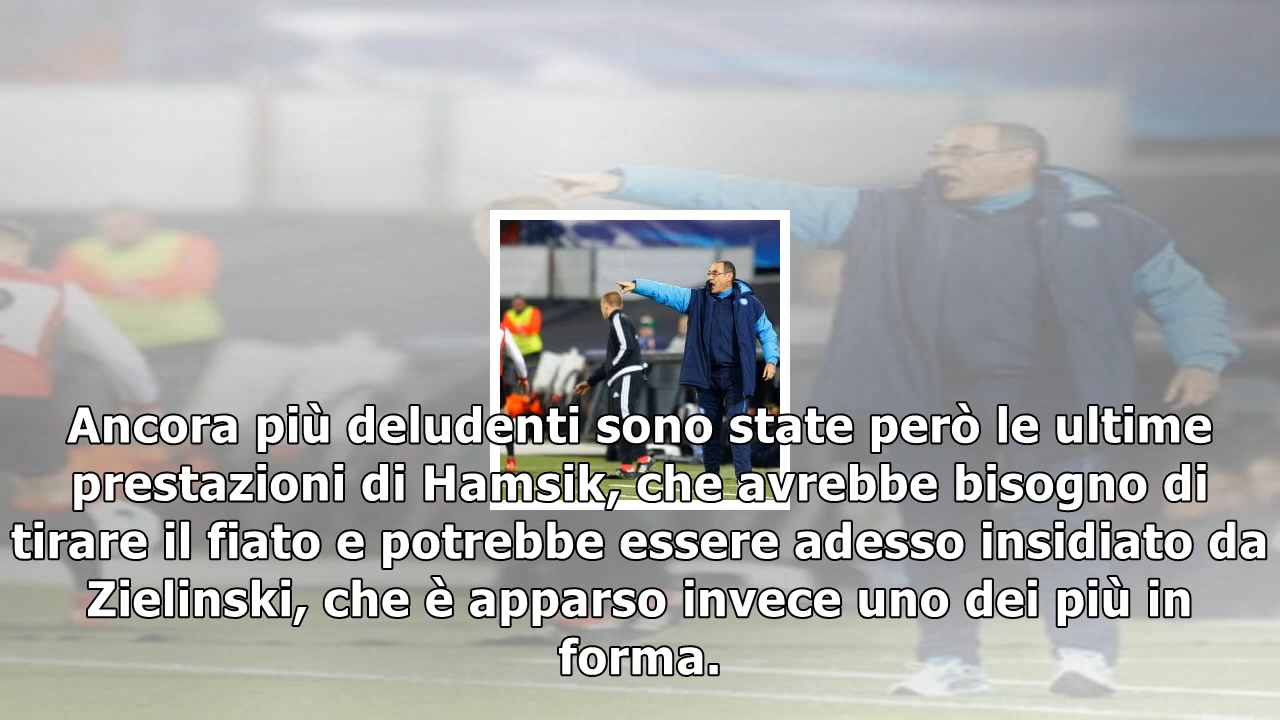 Ancora più deludenti sono state però le ultime
prestazioni di Hamsik, che avrebbe bisogno di
tirare il fiato e potrebbe essere adesso insidiato da
Zielinski, che è apparso invece uno dei più in
forma.